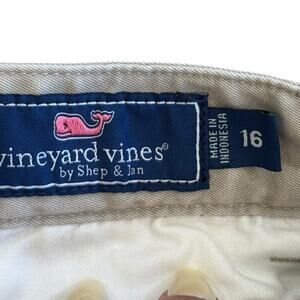 vineyard vines®
by Shep & Ian
MADE IN
INDONESIA
16